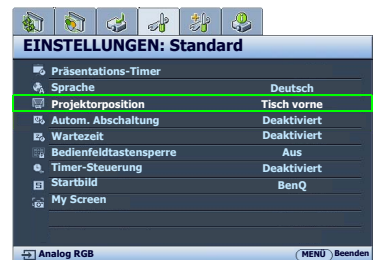 EINSTELLUNGEN: Standard
Präsentations-Timer
Sprache Deutsch
Projektorposition Tisch vorne
Autom. Abschaltung Deaktiviert
Wartezeit Deaktiviert
Bedienfeldtastensperre Aus
Timer-Steuerung Deaktiviert
Startbild BenQ
My Screen
Analog RGB MENÜ Beenden